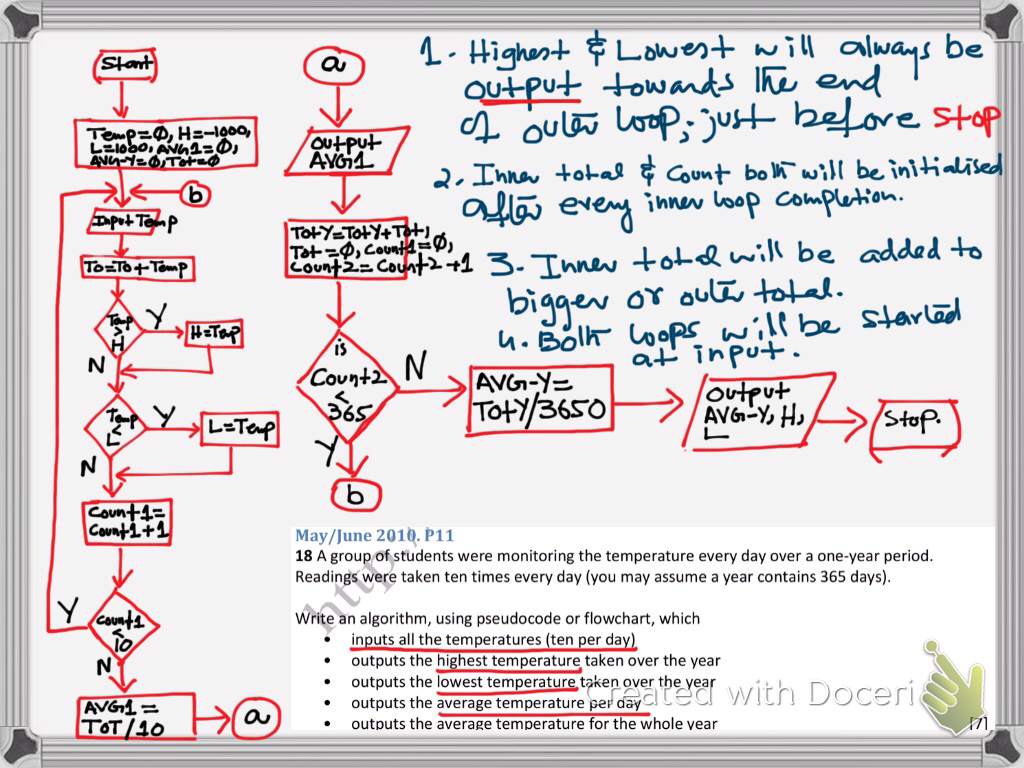 Start
Temp=0, H=-1000,
L=1000, AVG1=0,
AVG-Y=0, Tot=0
b
Input Temp
To=To+Temp
Temp
>
H
Y
H=Temp
N
Temp
<
L
Y
L=Temp
N
Count1=
Count1+1
Count1
<
10
Y
N
AVG1=
TOT/10
a
a
Output
AVG1
TotY=TotY+Tot,
Tot=0, Count1=0,
Count2=Count2+1
is
Count2
<
365
N
Y
b
AVG-Y=
TotY/3650
Output
AVG-Y, H,
L
Stop.
1. Highest & Lowest will always be
output towards the end
of outer loop, just before STOP
2. Inner total & Count both will be initialised
after every inner loop completion.
3. Inner total will be added to
bigger or outer total.
4. Both loops will be started
at input.
May/June 2010. P11
18 A group of students were monitoring the temperature every day over a one-year period.
Readings were taken ten times every day (you may assume a year contains 365 days).
Write an algorithm, using pseudocode or flowchart, which
• inputs all the temperatures (ten per day)
• outputs the highest temperature taken over the year
• outputs the lowest temperature taken over the year
• outputs the average temperature per day
• outputs the average temperature for the whole year
[7]
http:/
Created with Doceri